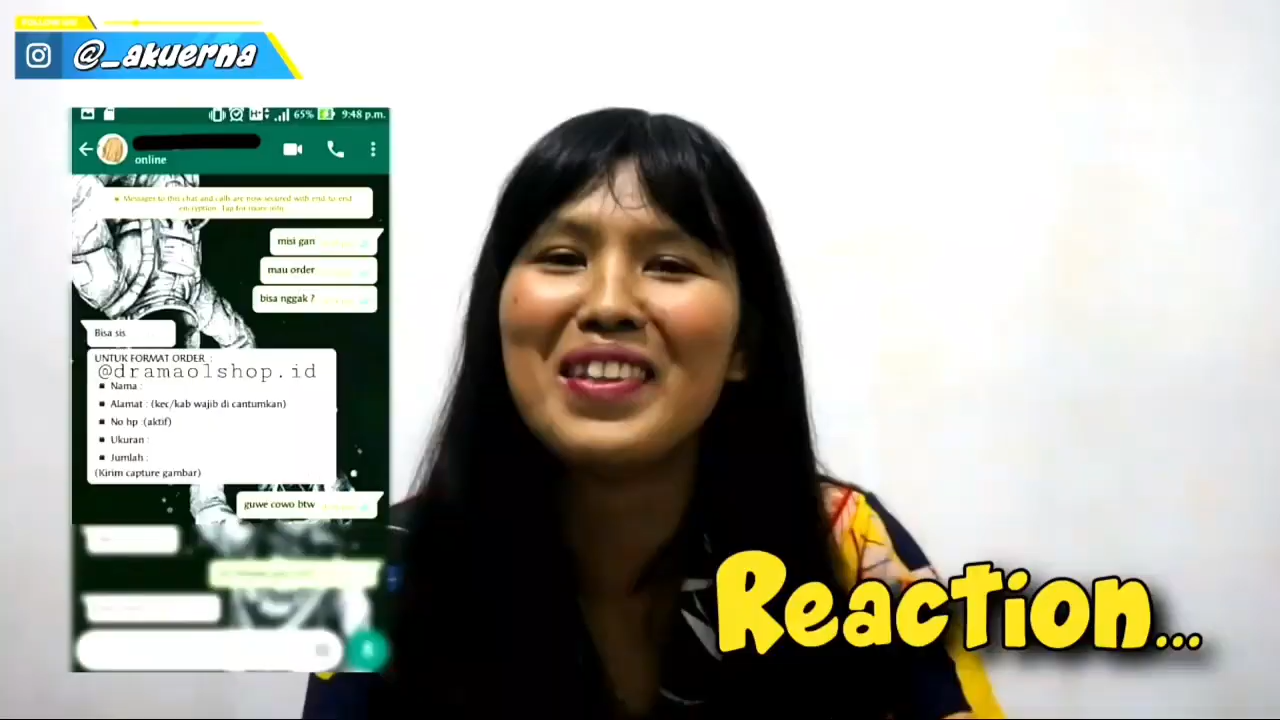 FOLLOW ME
@_akuerna
65% 9:48 p.m.
online
Messages to this chat and calls are now secured with end-to-end
encryption. Tap for more info.
misi gan
mau order
bisa nggak ?
Bisa sis
UNTUK FORMAT ORDER :
@dramaolshop.id
▪ Nama :
▪ Alamat : (kec/kab wajib di cantumkan)
▪ No hp :(aktif)
▪ Ukuran :
▪ Jumlah :
(Kirim capture gambar)
guwe cowo btw
Reaction...